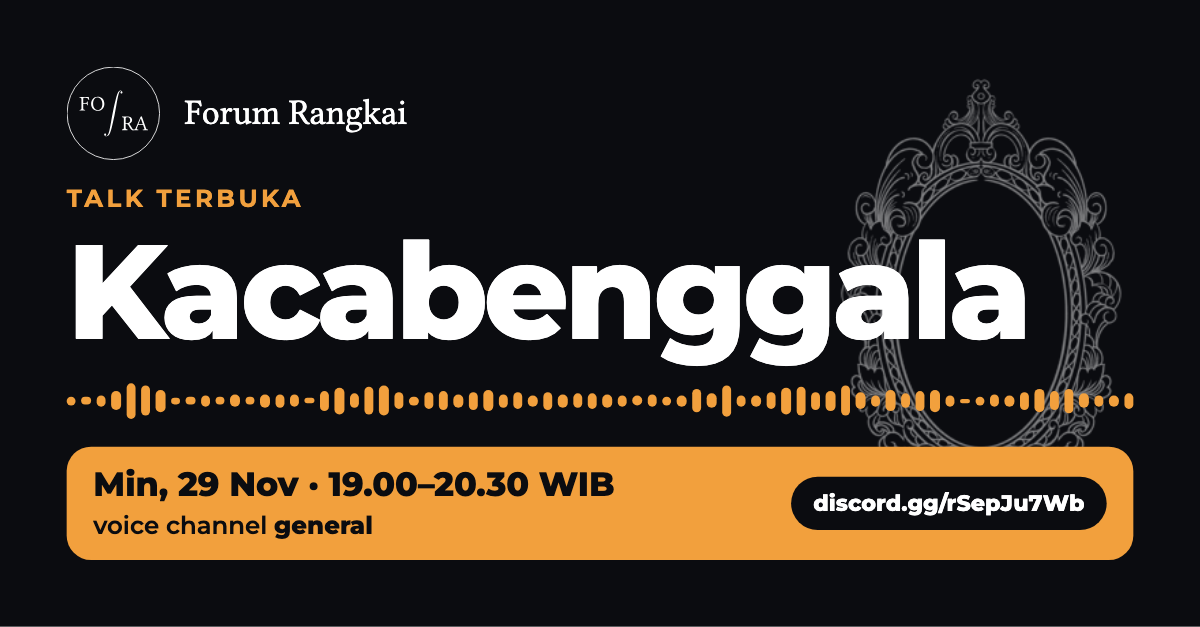 FO
RA
Forum Rangkai
TALK TERBUKA
Kacabenggala
Min, 29 Nov · 19.00–20.30 WIB
voice channel general
discord.gg/rSepJu7Wb